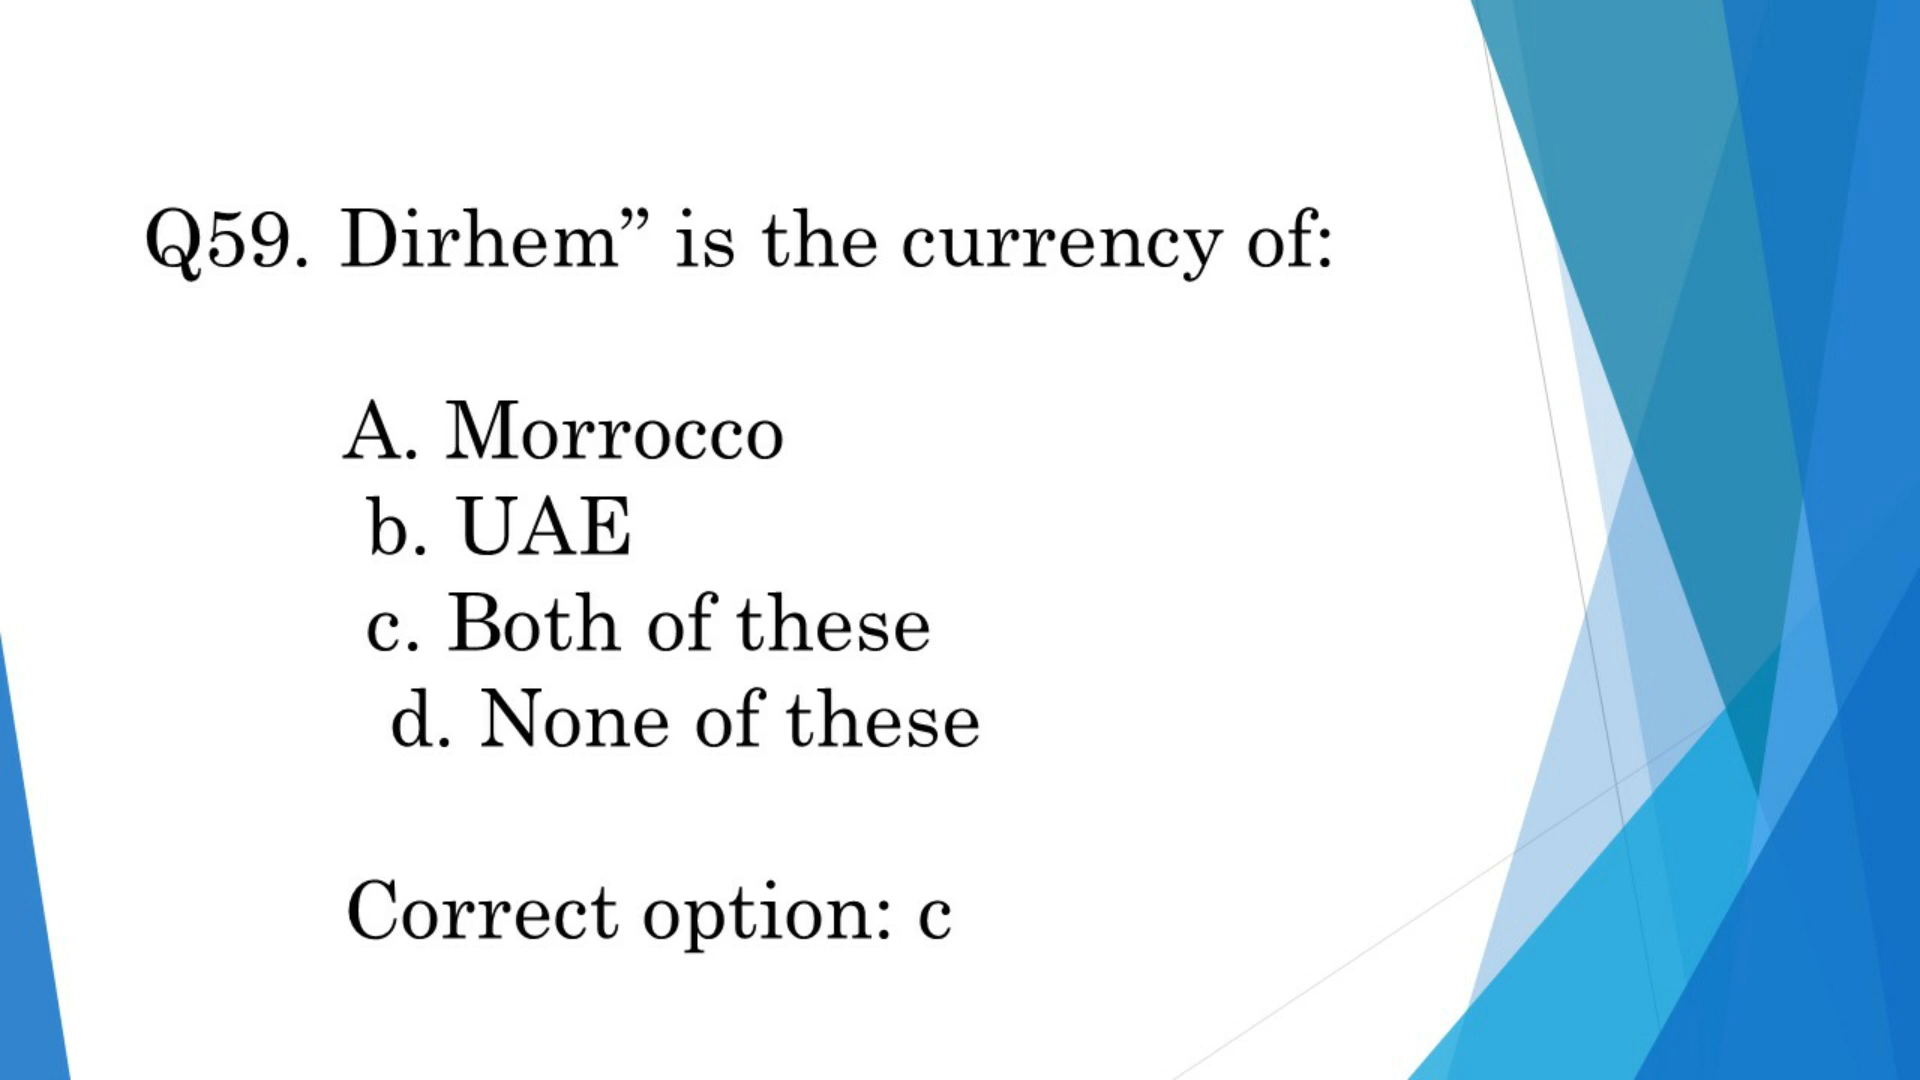 Q59. Dirhem” is the currency of:
A. Morrocco
b. UAE
c. Both of these
d. None of these
Correct option: c